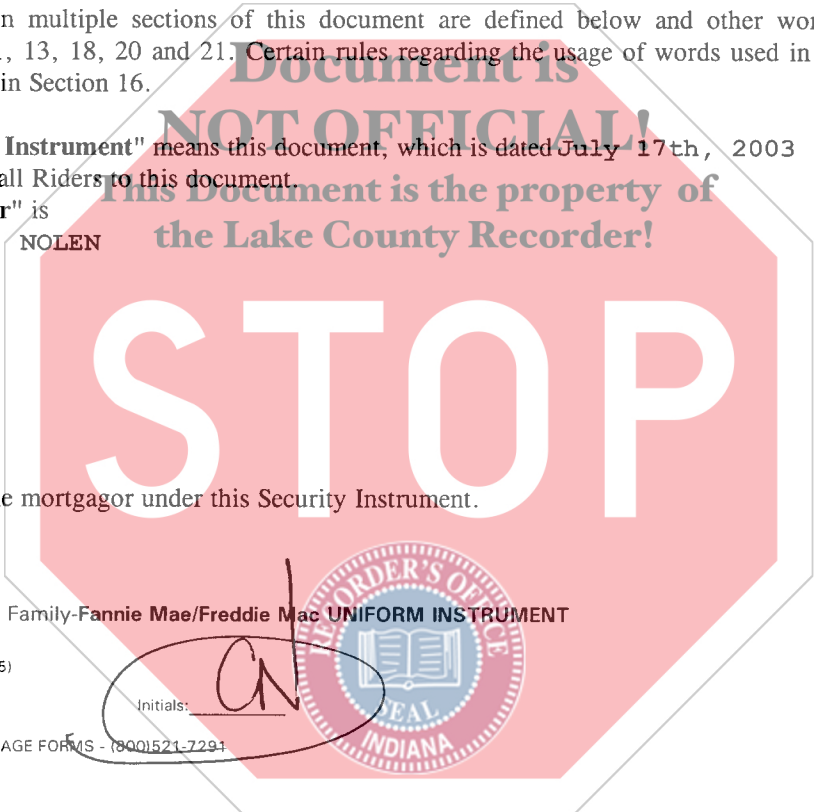 n multiple sections of this document are defined below and other wor
, 13, 18, 20 and 21. Certain rules regarding the usage of words used in
in Section 16.
Document is
NOT OFFICIAL!
Instrument" means this document, which is dated July 17th, 2003
all Riders to this document.
This Document is the property of
r" is
NOLEN
the Lake County Recorder!
STOP
e mortgagor under this Security Instrument.
RECORDER'S OFFICE
Family-Fannie Mae/Freddie Mac UNIFORM INSTRUMENT
5)
Initials: CN
SEAL
INDIANA
AGE FORMS - (800)521-7291